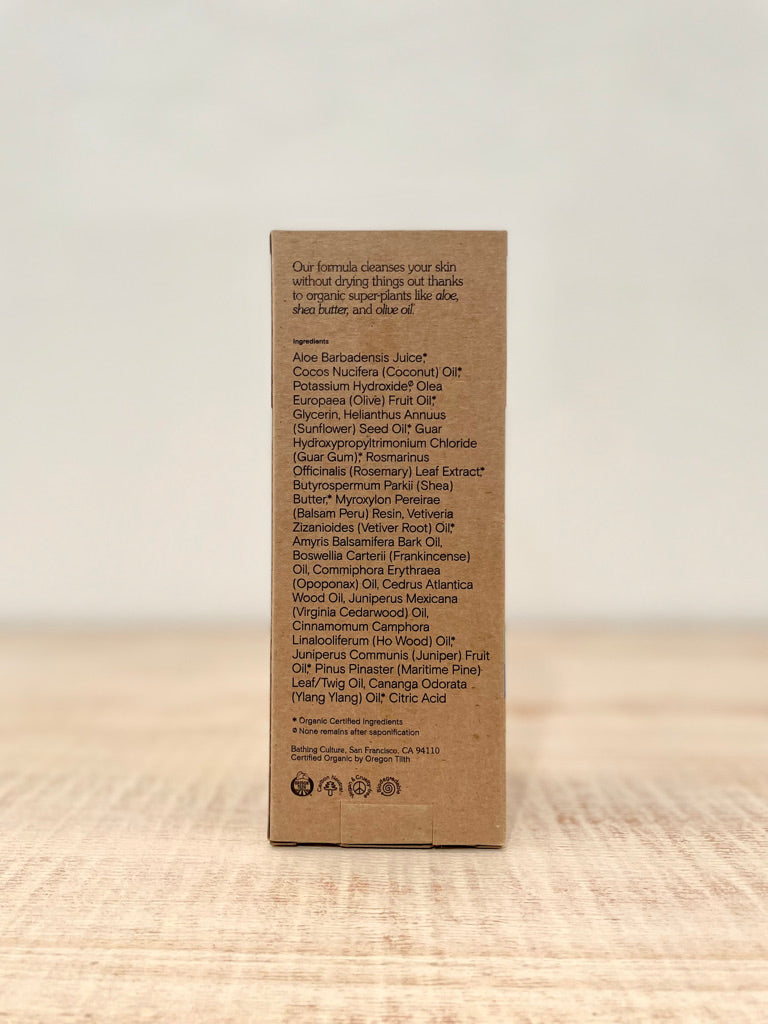 Our formula cleanses your skin
without drying things out thanks
to organic super-plants like aloe,
shea butter, and olive oil.*
Ingredients
Aloe Barbadensis Juice,*
Cocos Nucifera (Coconut) Oil,*
Potassium Hydroxide,ø Olea
Europaea (Olive) Fruit Oil,*
Glycerin, Helianthus Annuus
(Sunflower) Seed Oil,* Guar
Hydroxypropyltrimonium Chloride
(Guar Gum),* Rosmarinus
Officinalis (Rosemary) Leaf Extract,*
Butyrospermum Parkii (Shea)
Butter,* Myroxylon Pereirae
(Balsam Peru) Resin, Vetiveria
Zizanioides (Vetiver Root) Oil,*
Amyris Balsamifera Bark Oil,
Boswellia Carterii (Frankincense)
Oil, Commiphora Erythraea
(Opoponax) Oil, Cedrus Atlantica
Wood Oil, Juniperus Mexicana
(Virginia Cedarwood) Oil,
Cinnamomum Camphora
Linalooliferum (Ho Wood) Oil,*
Juniperus Communis (Juniper) Fruit
Oil,* Pinus Pinaster (Maritime Pine)
Leaf/Twig Oil, Cananga Odorata
(Ylang Ylang) Oil,* Citric Acid
* Organic Certified Ingredients
ø None remains after saponification
Bathing Culture, San Francisco, CA 94110
Certified Organic by Oregon Tilth
Carbon Neutral
Vegan & Cruelty Free
Biodegradable